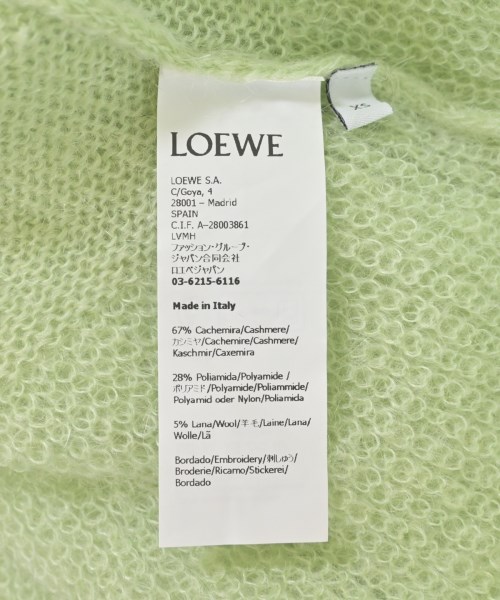 LOEWE
LOEWE S.A.
C/Goya, 4
28001 – Madrid
SPAIN
C.I.F. A–28003861
LVMH
ファッション・グループ・
ジャパン合同会社
ロエベジャパン
03-6215-6116
Made in Italy
67% Cachemira/Cashmere/
カシミヤ/Cachemire/Cashmere/
Kaschmir/Caxemira
28% Poliamida/Polyamide /
ポリアミド/Polyamide/Poliammide/
Polyamid oder Nylon/Poliamida
5% Lana/Wool/羊毛/Laine/Lana/
Wolle/Lã
Bordado/Embroidery/刺しゅう/
Broderie/Ricamo/Stickerei/
Bordado
XS